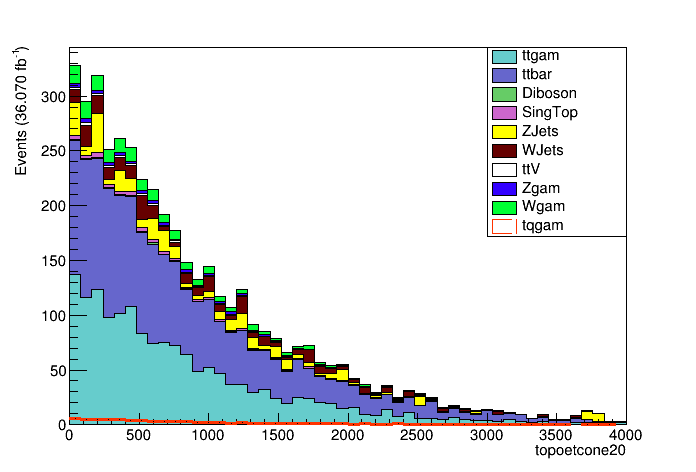 Events (36.070 fb⁻¹)
300
250
200
150
100
50
0
0 500 1000 1500 2000 2500 3000 3500 4000
topoetcone20
ttgam
ttbar
Diboson
SingTop
ZJets
WJets
ttV
Zgam
Wgam
tqgam